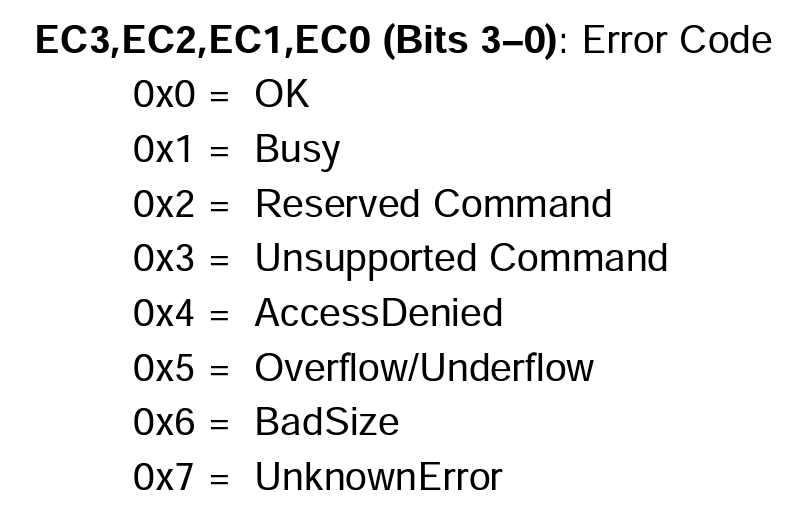 EC3,EC2,EC1,EC0 (Bits 3–0): Error Code
0x0 = OK
0x1 = Busy
0x2 = Reserved Command
0x3 = Unsupported Command
0x4 = AccessDenied
0x5 = Overflow/Underflow
0x6 = BadSize
0x7 = UnknownError